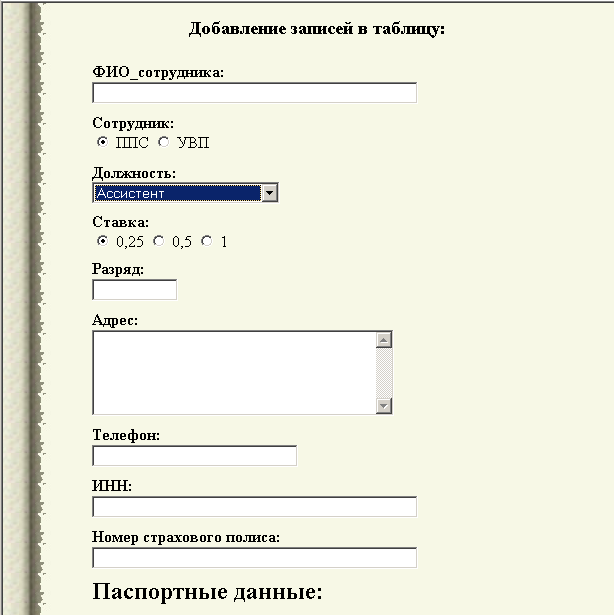 Добавление записей в таблицу:
ФИО_сотрудника:
Сотрудник:
ППС УВП
Должность:
Ассистент
Ставка:
0,25 0,5 1
Разряд:
Адрес:
Телефон:
ИНН:
Номер страхового полиса:
Паспортные данные: